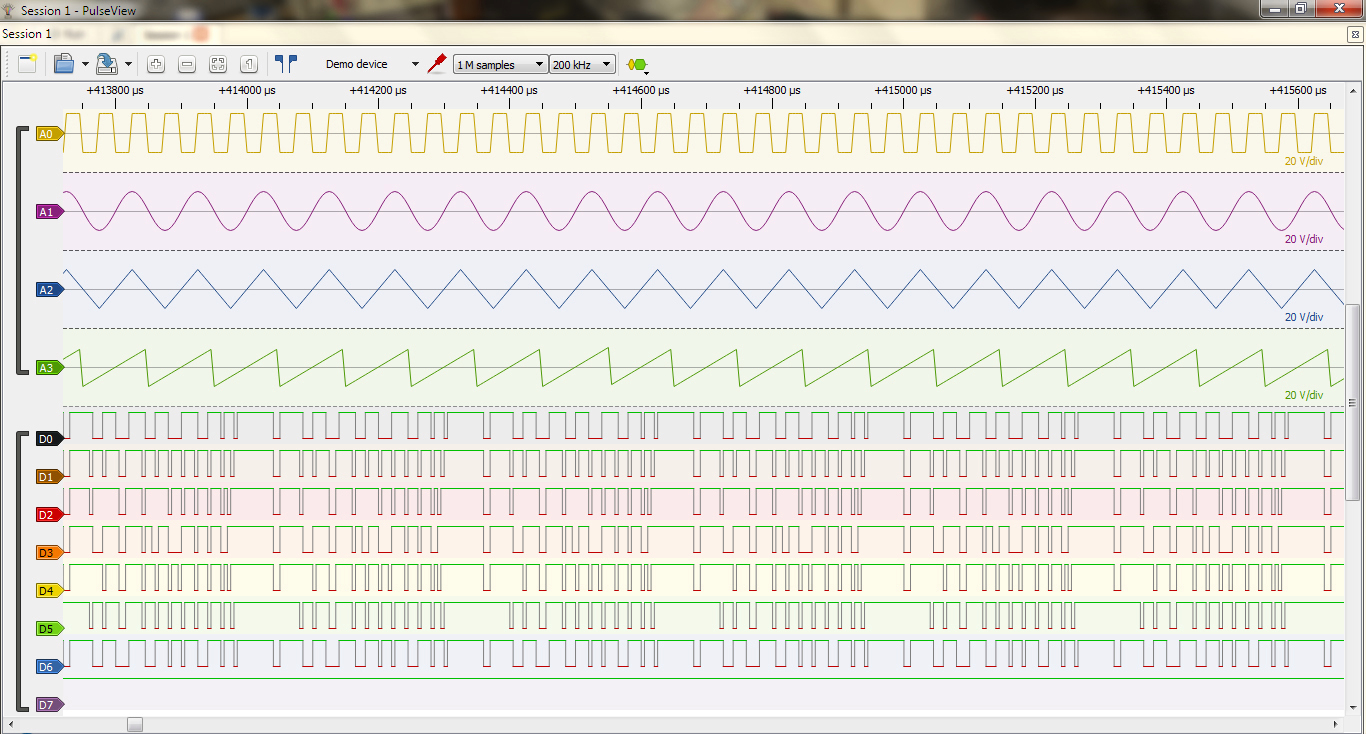 Session 1 - PulseView
Session 1
Demo device 1 M samples 200 kHz
+413800 µs +414000 µs +414200 µs +414400 µs +414600 µs +414800 µs +415000 µs +415200 µs +415400 µs +415600 µs
A0
20 V/div
A1
20 V/div
A2
20 V/div
A3
20 V/div
D0
D1
D2
D3
D4
D5
D6
D7